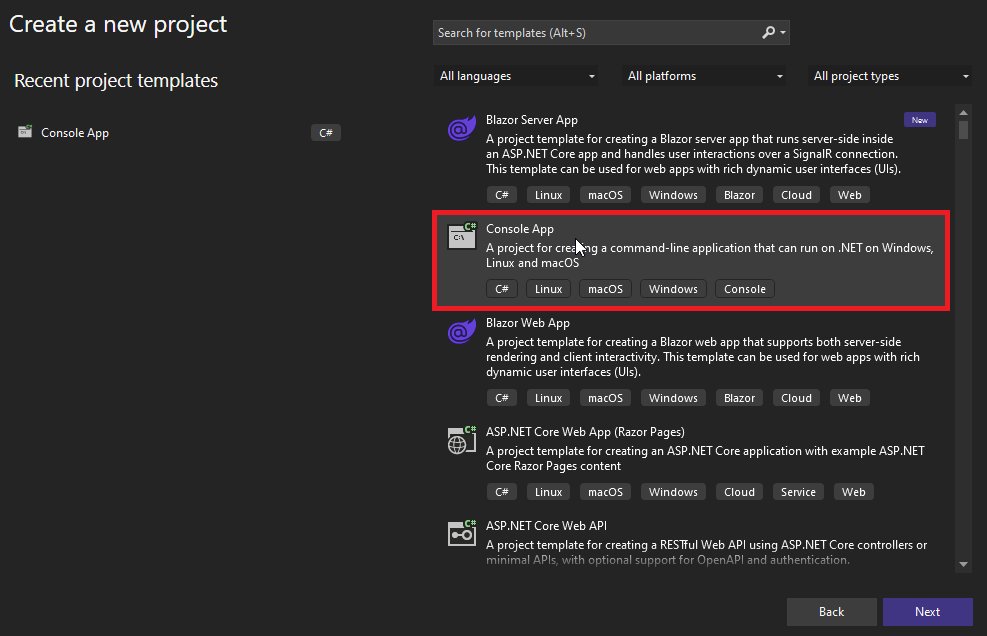 Create a new project
Search for templates (Alt+S)
Recent project templates
All languages
All platforms
All project types
Console App
C#
Blazor Server App
New
A project template for creating a Blazor server app that runs server-side inside
an ASP.NET Core app and handles user interactions over a SignalR connection.
This template can be used for web apps with rich dynamic user interfaces (UIs).
C# Linux macOS Windows Blazor Cloud Web
C#
C:\
Console App
A project for creating a command-line application that can run on .NET on Windows,
Linux and macOS
C# Linux macOS Windows Console
Blazor Web App
A project template for creating a Blazor web app that supports both server-side
rendering and client interactivity. This template can be used for web apps with rich
dynamic user interfaces (UIs).
C# Linux macOS Windows Blazor Cloud Web
C#
ASP.NET Core Web App (Razor Pages)
A project template for creating an ASP.NET Core application with example ASP.NET
Core Razor Pages content
C# Linux macOS Windows Cloud Service Web
C#
ASP.NET Core Web API
A project template for creating a RESTful Web API using ASP.NET Core controllers or
minimal APIs, with optional support for OpenAPI and authentication.
Back
Next